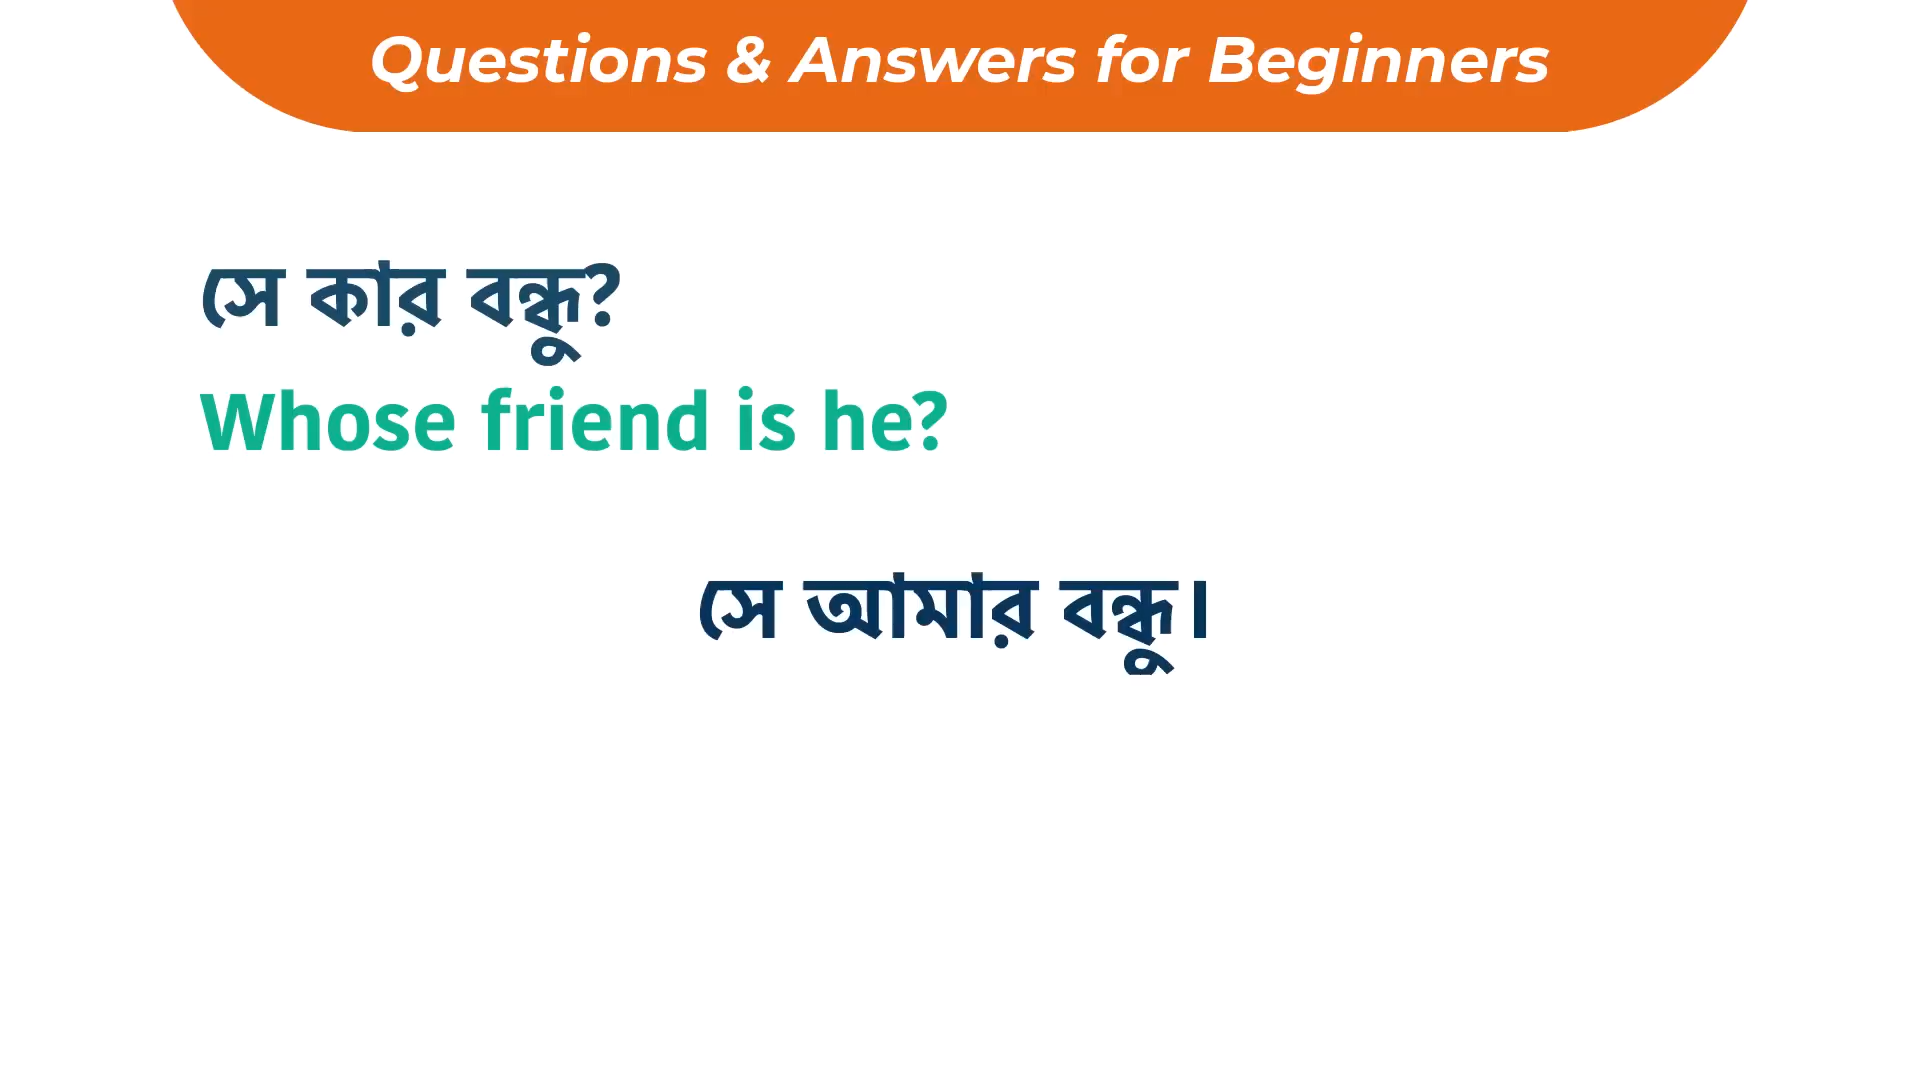 Questions & Answers for Beginners
সে কার বন্ধু?
Whose friend is he?
সে আমার বন্ধু।